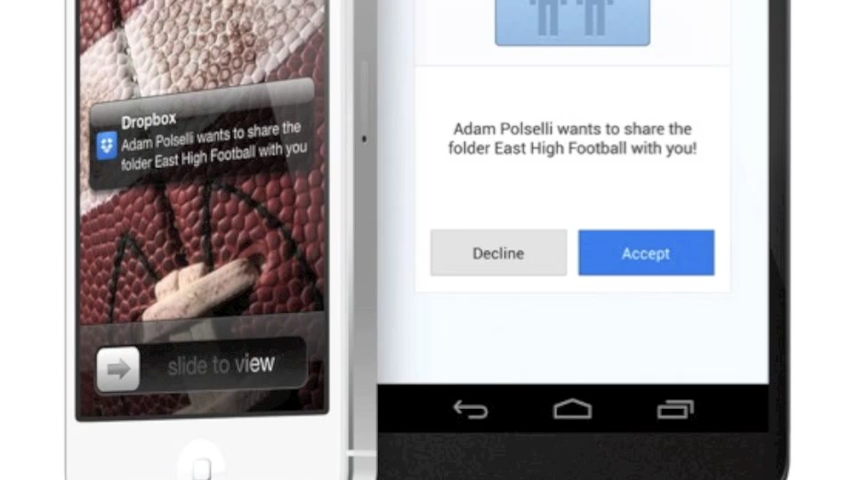 Dropbox
Adam Polselli wants to share the
folder East High Football with you
slide to view
Adam Polselli wants to share the
folder East High Football with you!
Decline
Accept